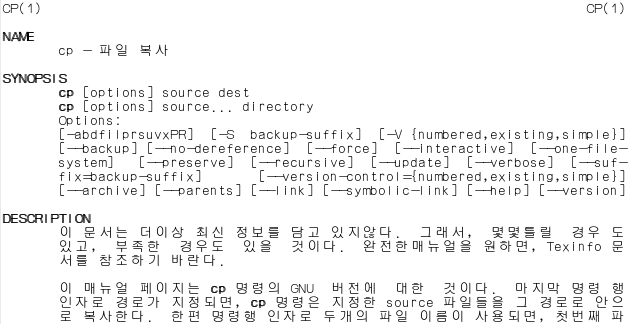 CP(1) CP(1)
NAME
cp - 파일 복사
SYNOPSIS
cp [options] source dest
cp [options] source... directory
Options:
[-abdfilprsuvxPR] [-S backup-suffix] [-V {numbered,existing,simple}]
[--backup] [--no-dereference] [--force] [--interactive] [--one-file-
system] [--preserve] [--recursive] [--update] [--verbose] [--suf-
fix=backup-suffix] [--version-control={numbered,existing,simple}]
[--archive] [--parents] [--link] [--symbolic-link] [--help] [--version]
DESCRIPTION
이 문서는 더이상 최신 정보를 담고 있지않다. 그래서, 몇몇틀릴 경우 도
있고, 부족한 경우도 있을 것이다. 완전한매뉴얼을 원하면, Texinfo 문
서를 참조하기 바란다.
이 매뉴얼 페이지는 cp 명령의 GNU 버전에 대한 것이다. 마지막 명령 행
인자로 경로가 지정되면, cp 명령은 지정한 source 파일들을 그 경로로 안으
로 복사한다. 한편 명령행 인자로 두개의 파일 이름이 사용되면, 첫번째 파